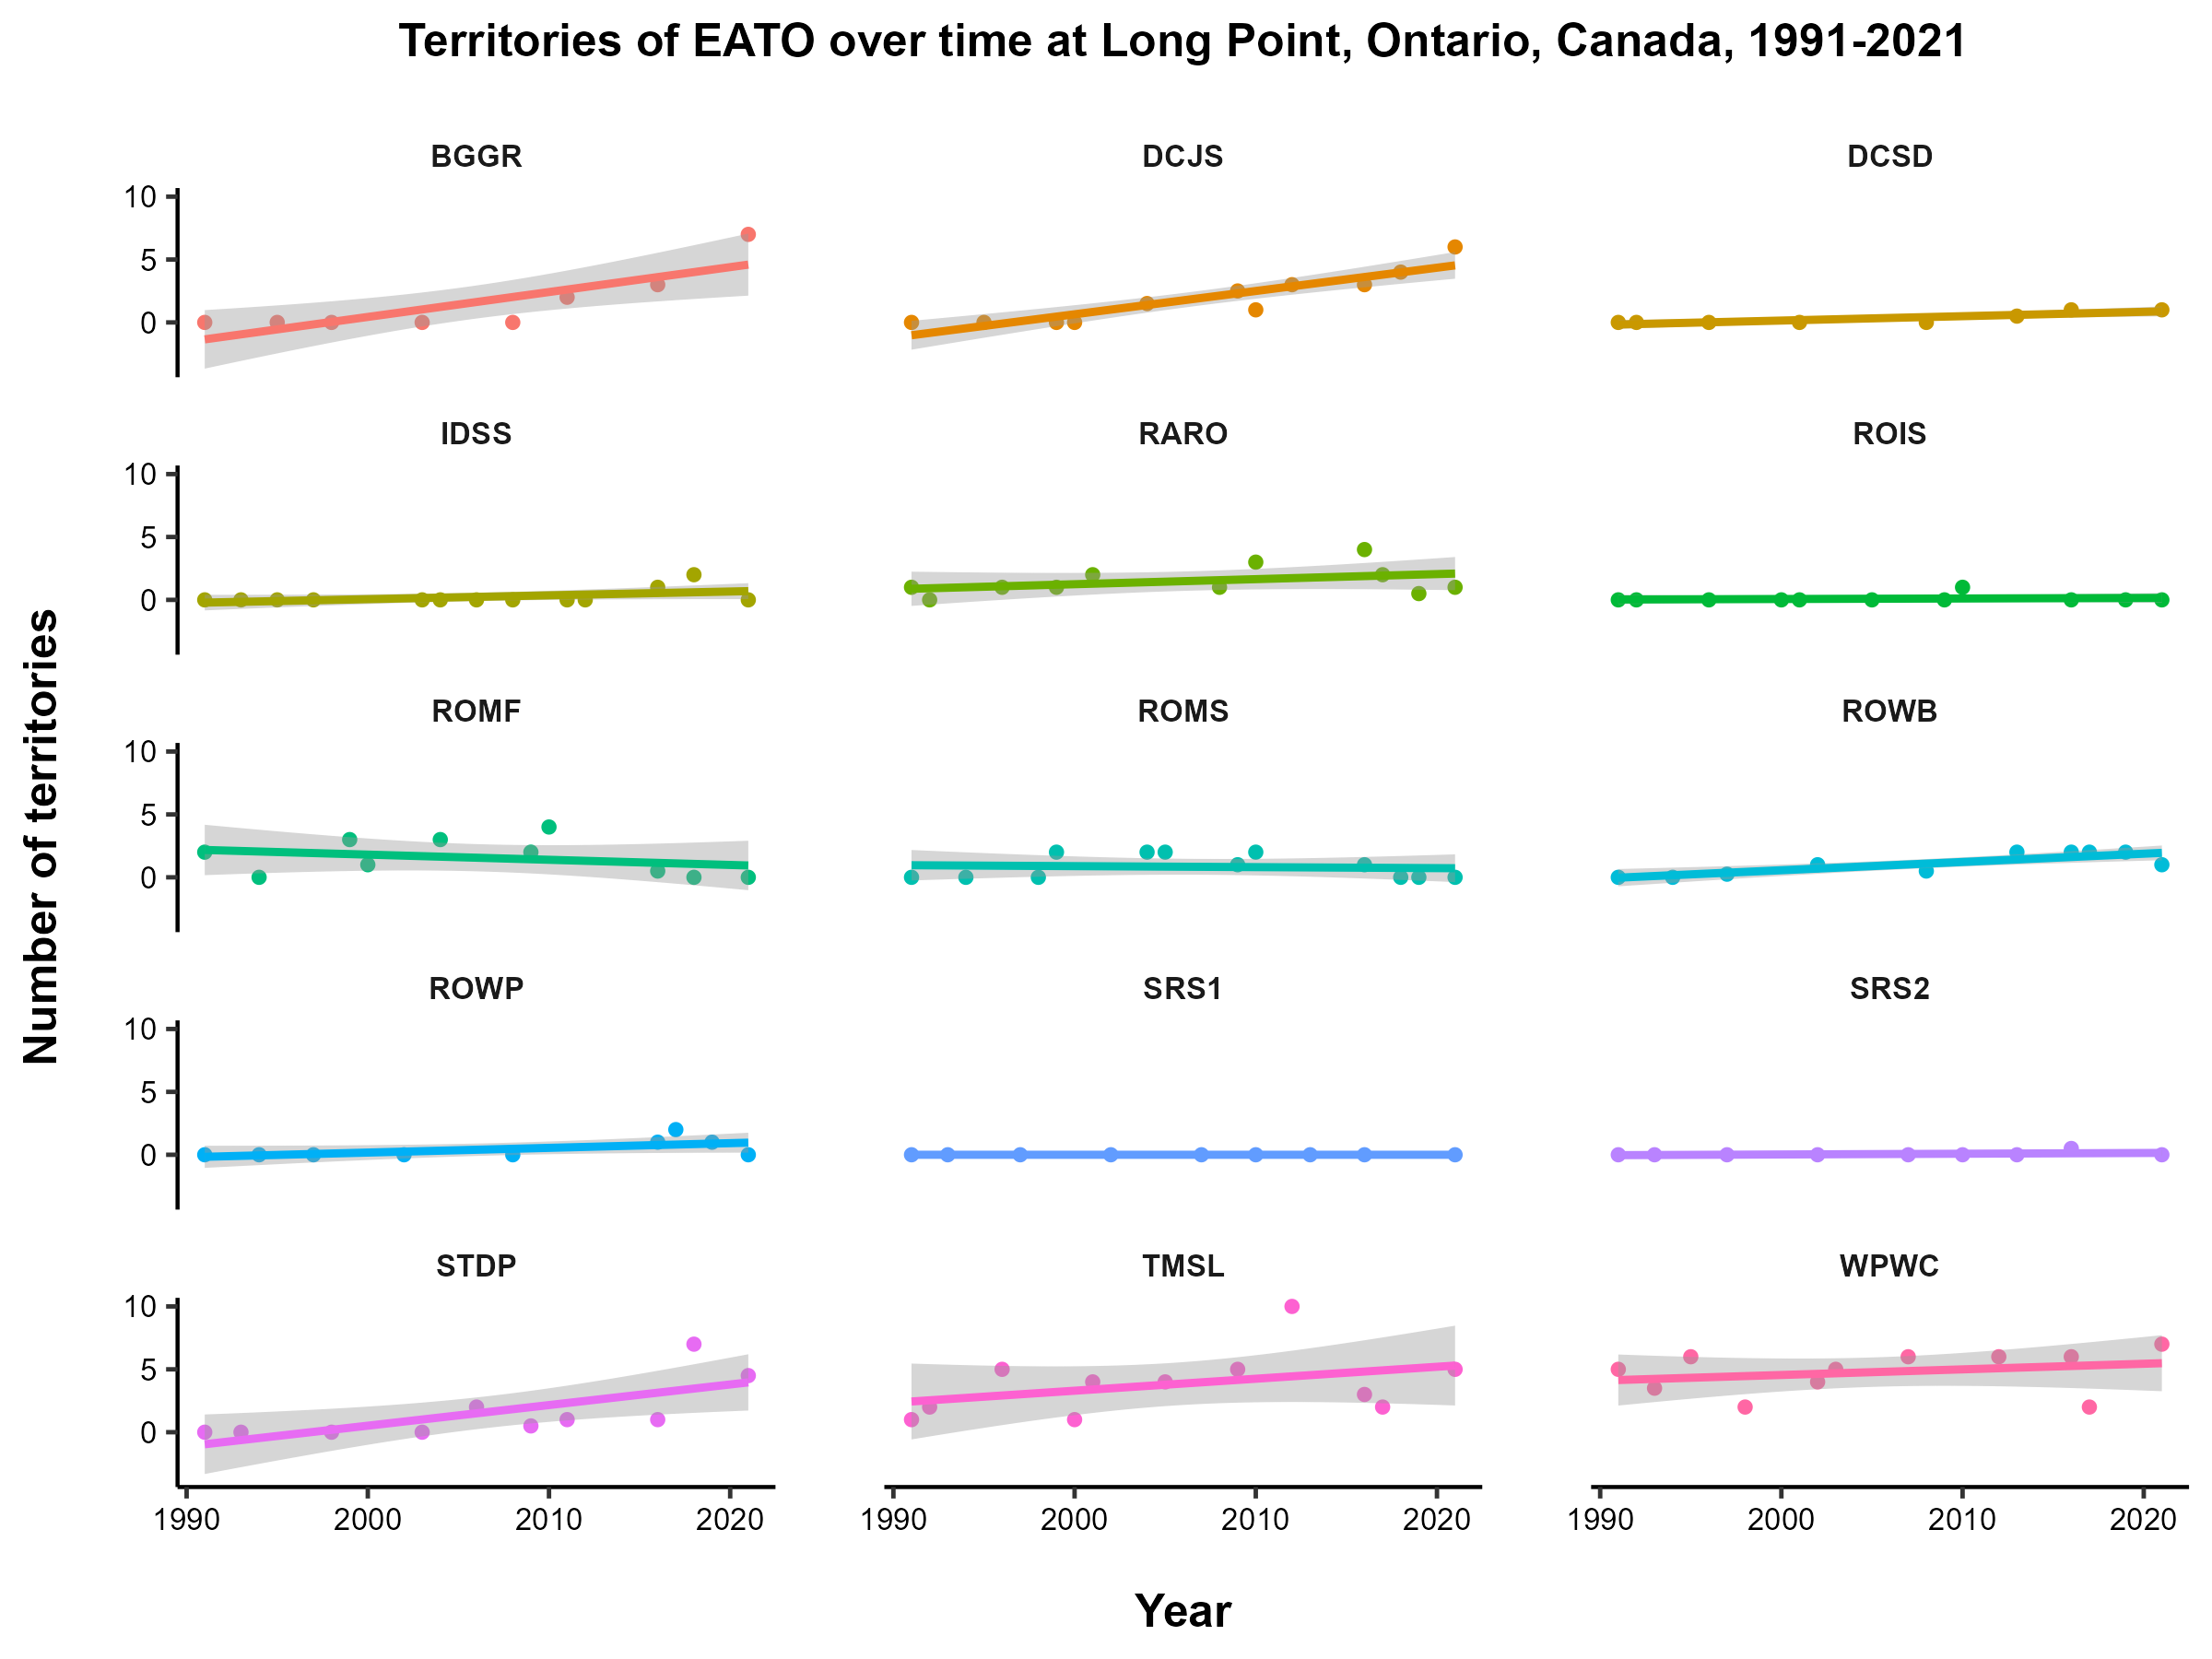 Territories of EATO over time at Long Point, Ontario, Canada, 1991-2021
BGGR DCJS DCSD
10
5
0
IDSS RARO ROIS
10
5
0
ROMF ROMS ROWB
10
5
0
ROWP SRS1 SRS2
10
5
0
STDP TMSL WPWC
10
5
0
1990 2000 2010 2020 1990 2000 2010 2020 1990 2000 2010 2020
Number of territories
Year